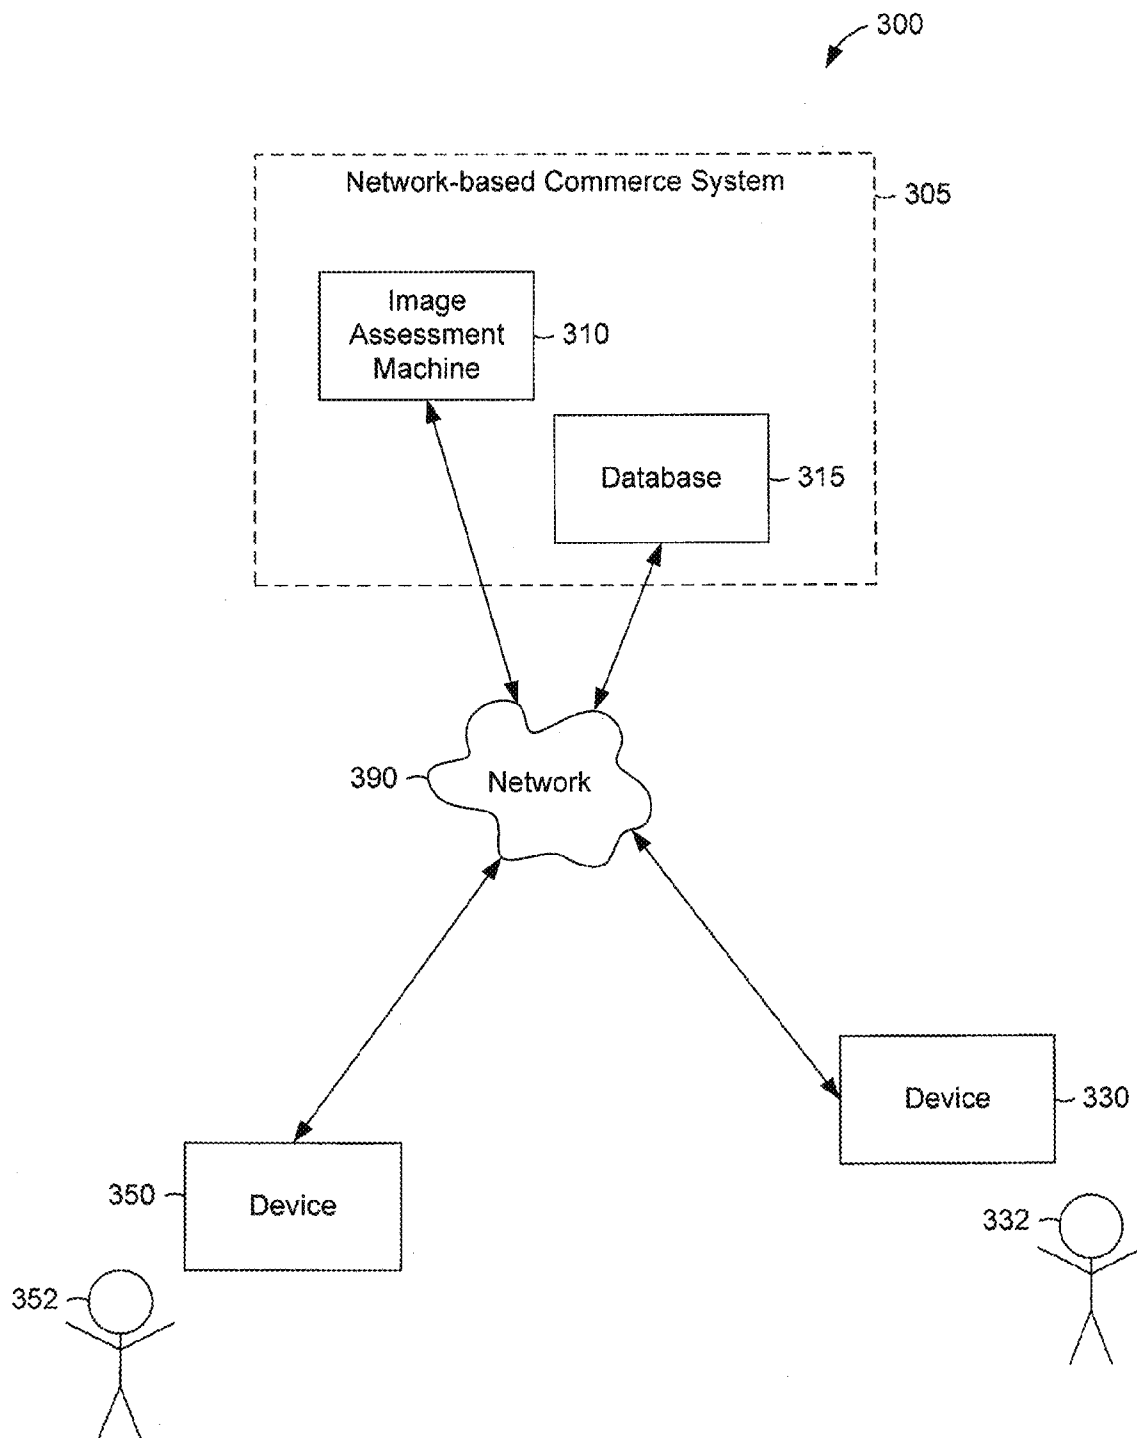 300
Network-based Commerce System
305
Image
Assessment
Machine
310
Database
315
390
Network
Device
330
350
Device
332
352